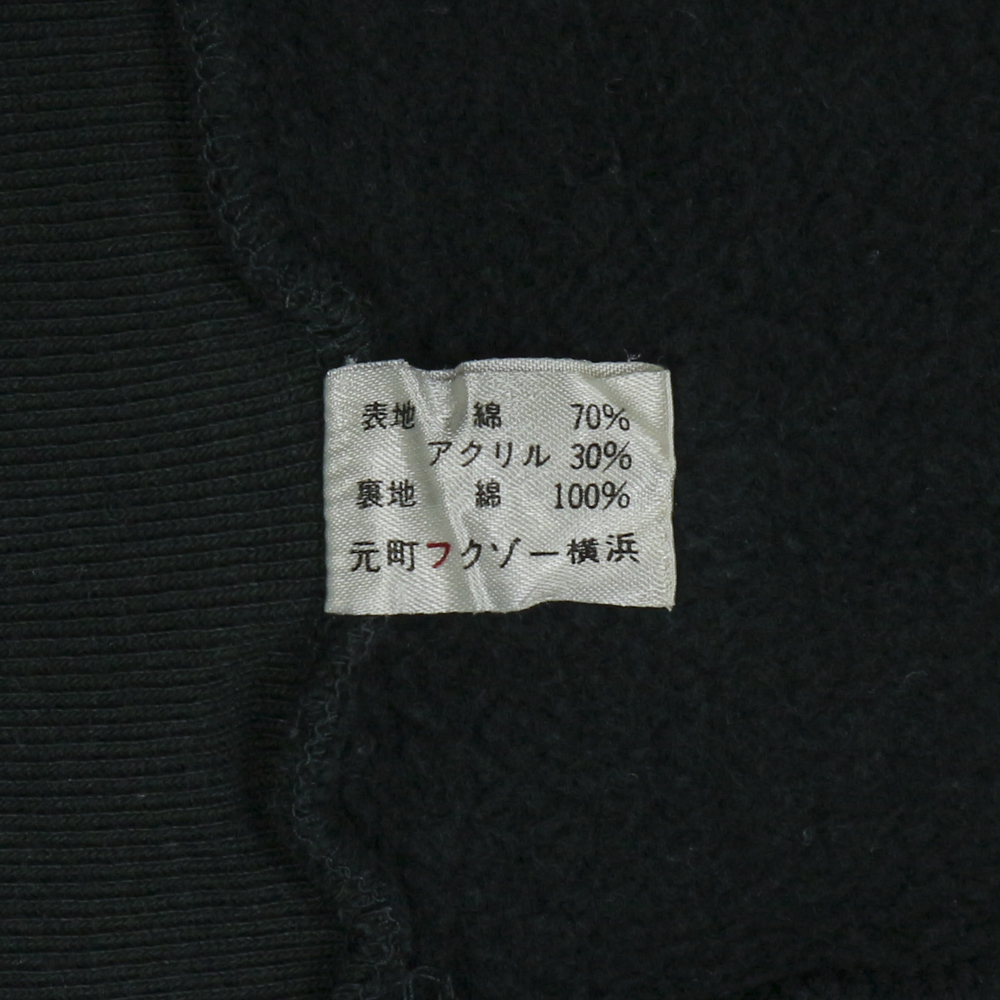 表地 綿 70%
アクリル 30%
裏地 綿 100%
元町フクゾー横浜